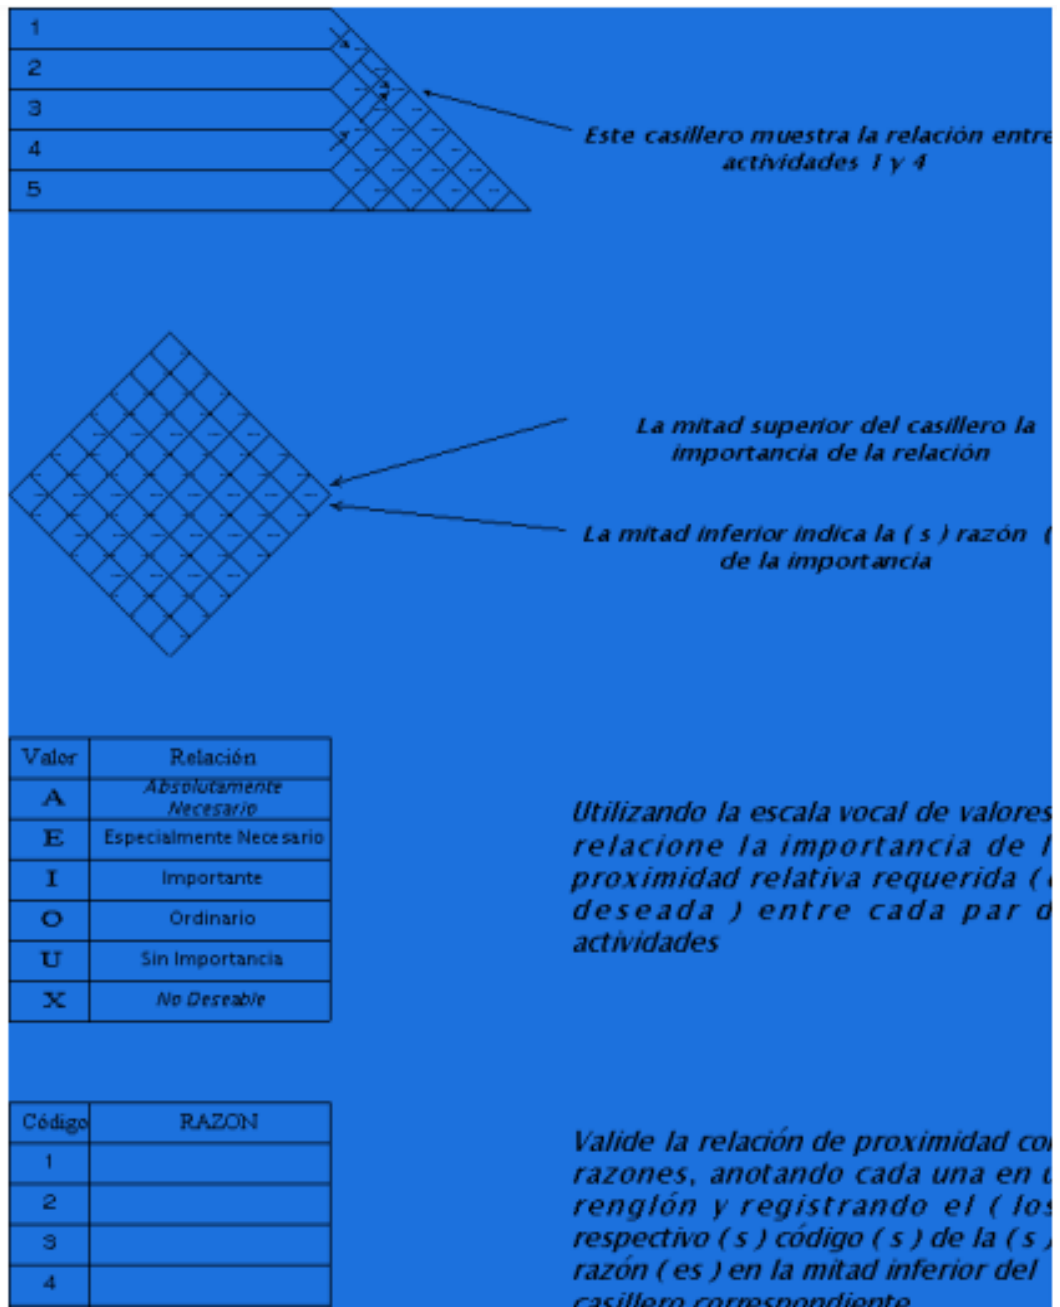 1
2
3
4
5
Este casillero muestra la relación entre
actividades 1 y 4
La mitad superior del casillero la
importancia de la relación
La mitad inferior indica la ( s ) razón (
de la importancia
Valor Relación
A Absolutamente
Necesario
E Especialmente Necesario
I Importante
O Ordinario
U Sin Importancia
X No Deseable
Utilizando la escala vocal de valores
relacione la importancia de
proximidad relativa requerida (
deseada ) entre cada par
actividades
Código RAZON
1
2
3
4
Valide la relación de proximidad
razones, anotando cada una en
renglón y registrando el ( los
respectivo ( s ) código ( s ) de la ( s )
razón ( es ) en la mitad inferior del
casillero correspondiente